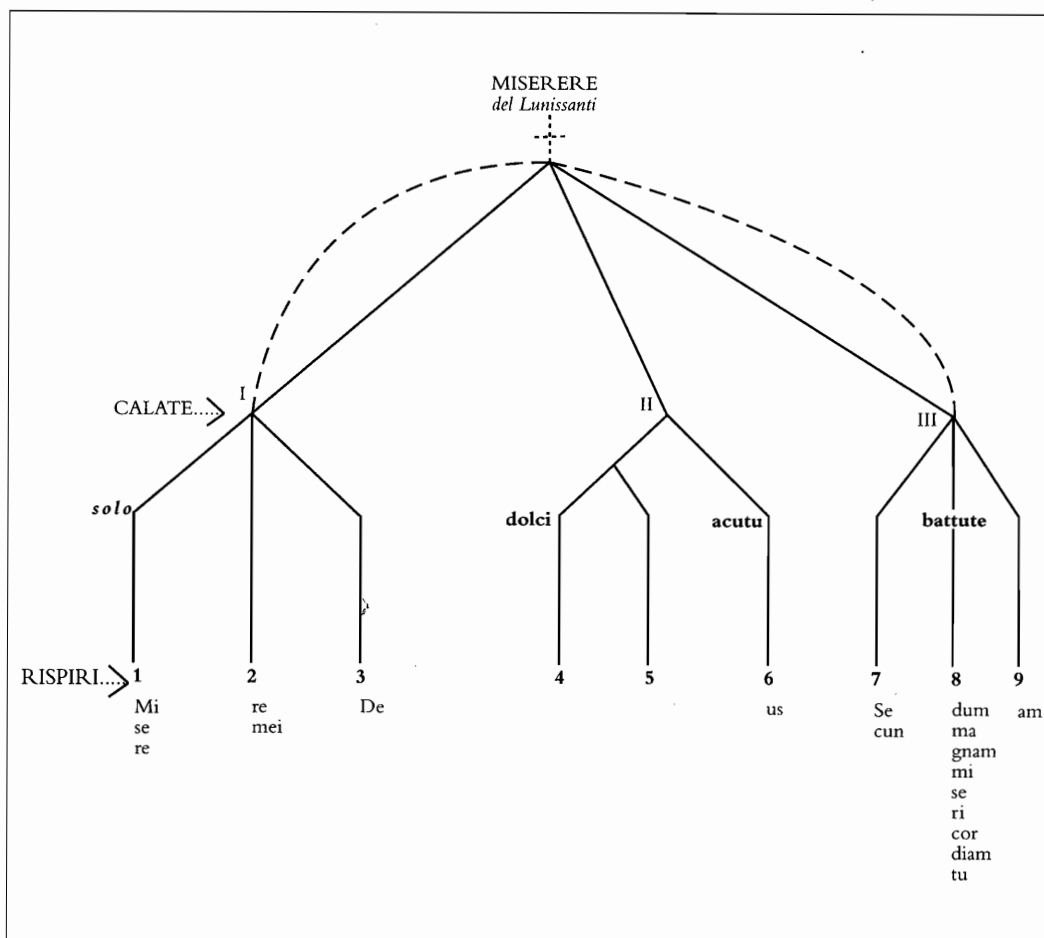 MISERERE
del Lunissanti
CALATE..... I II III
solo dolci acutu battute
RISPIRI..... 1 2 3 4 5 6 7 8 9
Mi re De us Se dum am
se mei cun ma
re gnam
mi
se
ri
cor
diam
tu